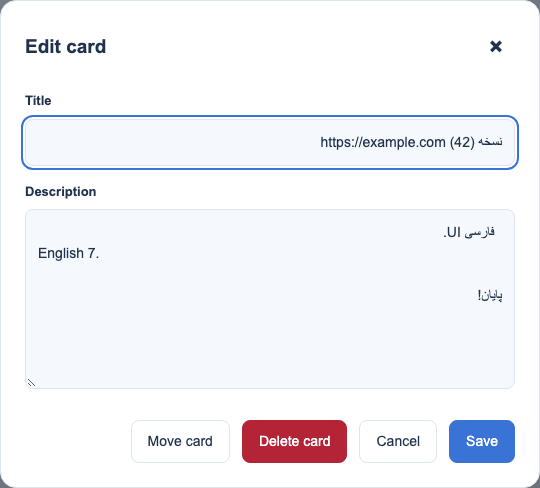 Edit card
×
Title
نسخه (42) https://example.com
Description
فارسی UI.
English 7.
پایان!
Move card
Delete card
Cancel
Save